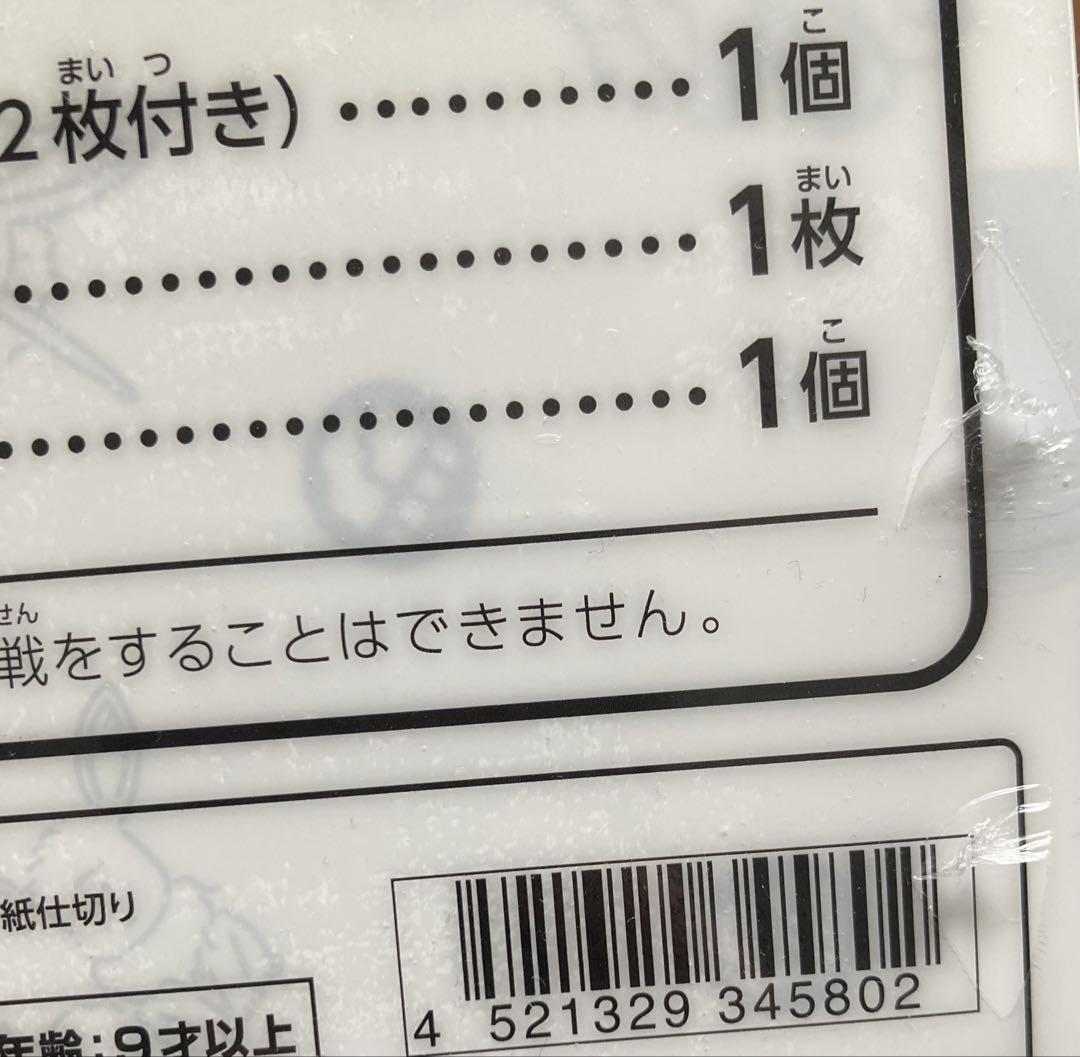 2枚付き) ・・・・・・・・・・ 1個
まい つ こ
・・・・・・・・・・・・・・・・・・・ 1枚
まい
・・・・・・・・・・・・・・・・・・・・ 1個
こ
戦をすることはできません。
せん
紙仕切り
年齢:9才以上
4 521329 345802